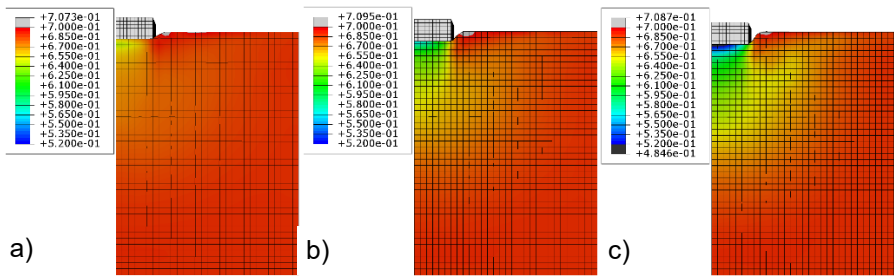 +7.073e-01
+7.000e-01
+6.850e-01
+6.700e-01
+6.550e-01
+6.400e-01
+6.250e-01
+6.100e-01
+5.950e-01
+5.800e-01
+5.650e-01
+5.500e-01
+5.350e-01
+5.200e-01
a)
+7.095e-01
+7.000e-01
+6.850e-01
+6.700e-01
+6.550e-01
+6.400e-01
+6.250e-01
+6.100e-01
+5.950e-01
+5.800e-01
+5.650e-01
+5.500e-01
+5.350e-01
+5.200e-01
b)
+7.087e-01
+7.000e-01
+6.850e-01
+6.700e-01
+6.550e-01
+6.400e-01
+6.250e-01
+6.100e-01
+5.950e-01
+5.800e-01
+5.650e-01
+5.500e-01
+5.350e-01
+5.200e-01
+4.846e-01
c)